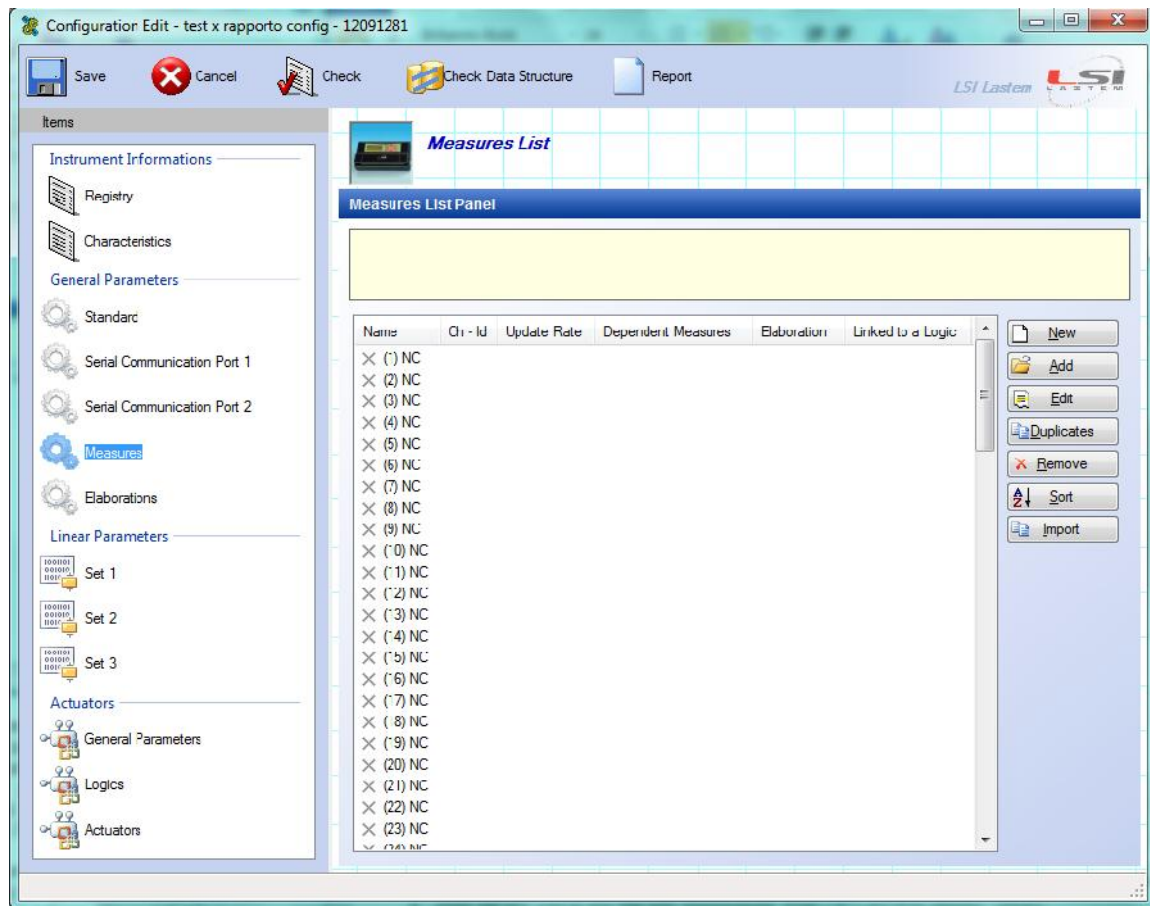 Configuration Edit - test x rapporto config - 12091281
Save Cancel Check Check Data Structure Report
LSI Lastem LSI LASTEM
Items
Instrument Informations
Registry
Characteristics
General Parameters
Standard
Serial Communication Port 1
Serial Communication Port 2
Measures
Elaborations
Linear Parameters
Set 1
Set 2
Set 3
Actuators
General Parameters
Logics
Actuators
Measures List
Measures List Panel
Name Ch - Id Update Rate Dependent Measures Elaboration Linked to a Logic
(1) NC
(2) NC
(3) NC
(4) NC
(5) NC
(6) NC
(7) NC
(8) NC
(9) NC
(10) NC
(11) NC
(12) NC
(13) NC
(14) NC
(15) NC
(16) NC
(17) NC
(18) NC
(19) NC
(20) NC
(21) NC
(22) NC
(23) NC
(24) NC
New
Add
Edit
Duplicates
Remove
Sort
Import